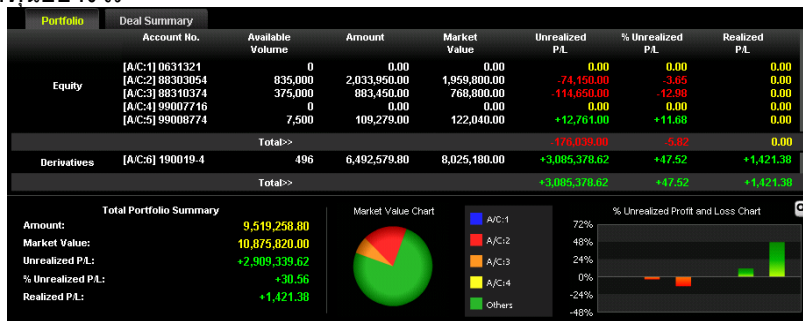 Portfolio Deal Summary
Account No. Available Volume Amount Market Value Unrealized P/L % Unrealized P/L Realized P/L
Equity
[A/C:1] 0631321 0 0.00 0.00 0.00 0.00 0.00
[A/C:2] 88303054 835,000 2,033,950.00 1,959,800.00 -74,150.00 -3.65 0.00
[A/C:3] 88310374 375,000 883,450.00 768,800.00 -114,650.00 -12.98 0.00
[A/C:4] 99007716 0 0.00 0.00 0.00 0.00 0.00
[A/C:5] 99008774 7,500 109,279.00 122,040.00 +12,761.00 +11.68 0.00
Total>> -176,039.00 -5.82 0.00
Derivatives [A/C:6] 190019-4 496 6,492,579.80 8,025,180.00 +3,085,378.62 +47.52 +1,421.38
Total>> +3,085,378.62 +47.52 +1,421.38
Total Portfolio Summary
Amount: 9,519,258.80
Market Value: 10,875,820.00
Unrealized P/L: +2,909,339.62
% Unrealized P/L: +30.56
Realized P/L: +1,421.38
Market Value Chart
A/C:1
A/C:2
A/C:3
A/C:4
Others
% Unrealized Profit and Loss Chart
72%
48%
24%
0%
-24%
-48%